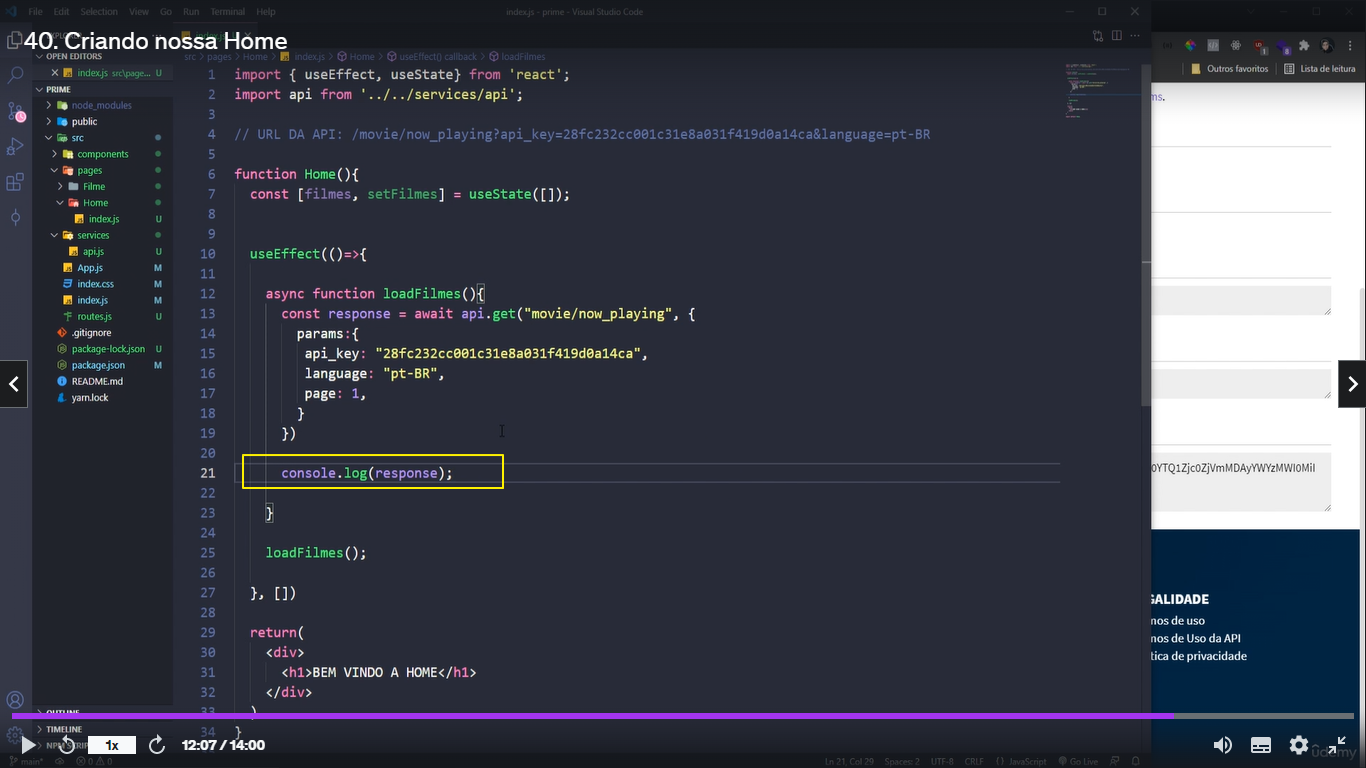 File Edit Selection View Go Run Terminal Help
index.js - prime - Visual Studio Code
40. Criando nossa Home
src > pages > Home > index.js > Home > useEffect() callback > loadFilmes
OPEN EDITORS
index.js src\page... U
PRIME
node_modules
public
src
components
pages
Filme
Home
index.js U
services
api.js U
App.js M
index.css M
index.js M
routes.js U
.gitignore
package-lock.json U
package.json M
README.md
yarn.lock
OUTLINE
TIMELINE
1 import { useEffect, useState} from 'react';
2 import api from '../../services/api';
3
4 // URL DA API: /movie/now_playing?api_key=28fc232cc001c31e8a031f419d0a14ca&language=pt-BR
5
6 function Home(){
7 const [filmes, setFilmes] = useState([]);
8
9
10 useEffect(()=>{
11
12 async function loadFilmes(){
13 const response = await api.get("movie/now_playing", {
14 params:{
15 api_key: "28fc232cc001c31e8a031f419d0a14ca",
16 language: "pt-BR",
17 page: 1,
18 }
19 })
20
21 console.log(response);
22
23 }
24
25 loadFilmes();
26
27 }, [])
28
29 return(
30 <div>
31 <h1>BEM VINDO A HOME</h1>
32 </div>
33 )
34 }
Outros favoritos
Lista de leitura
ms.
0YTQ1Zjc0ZjVmMDAyYWYzMWI0MiI
GALIDADE
mos de uso
mos de Uso da API
tica de privacidade
1x
12:07 / 14:00
main*
0 0
Ln 21, Col 29 Spaces: 2 UTF-8 CRLF JavaScript Go Live
ûdemy